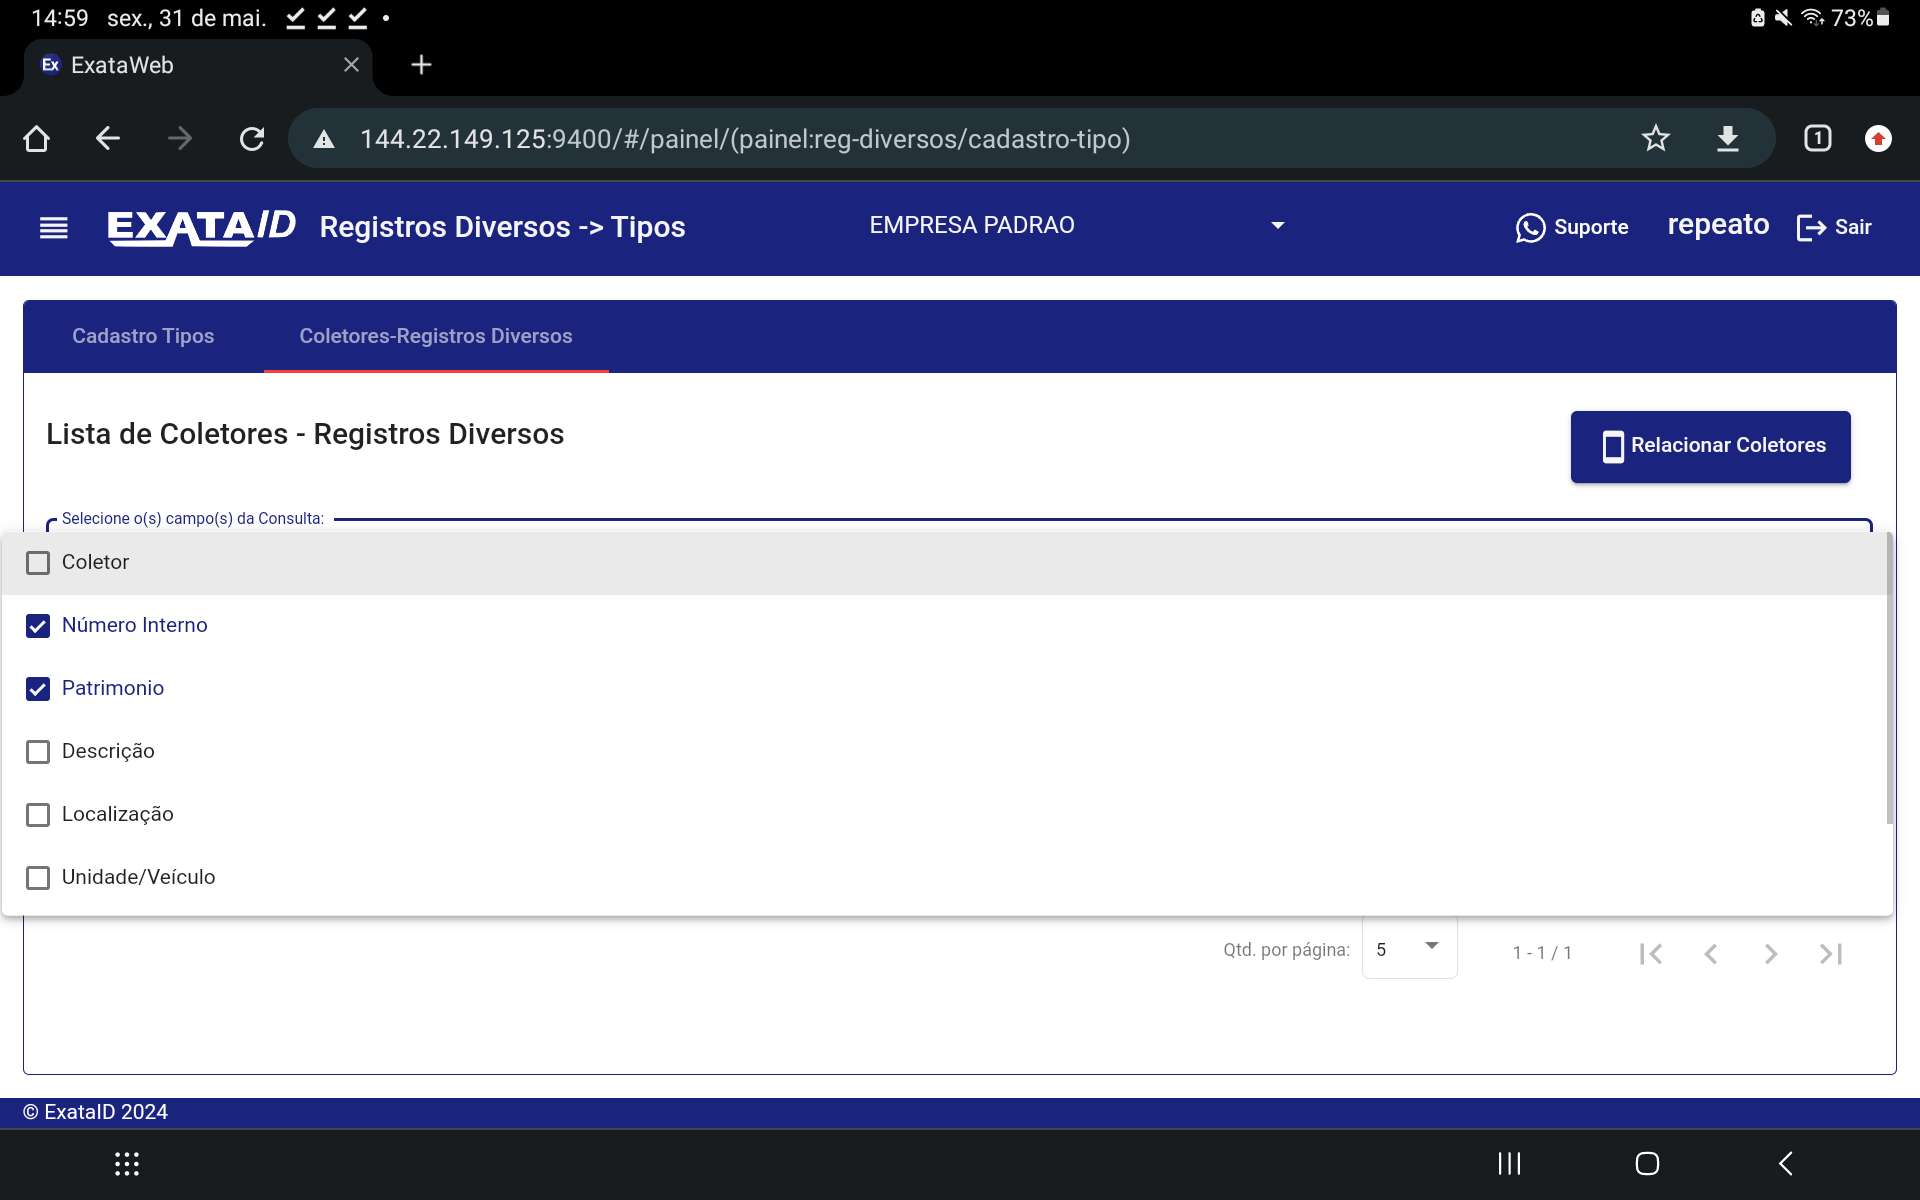 14:59 sex., 31 de mai.
73%
Ex ExataWeb
144.22.149.125:9400/#/painel/(painel:reg-diversos/cadastro-tipo)
1
EXATAID Registros Diversos -> Tipos EMPRESA PADRAO Suporte repeato Sair
Cadastro Tipos Coletores-Registros Diversos
Lista de Coletores - Registros Diversos
Relacionar Coletores
Selecione o(s) campo(s) da Consulta:
Coletor
Número Interno
Patrimonio
Descrição
Localização
Unidade/Veículo
Qtd. por página: 5 1 - 1 / 1
© ExataID 2024